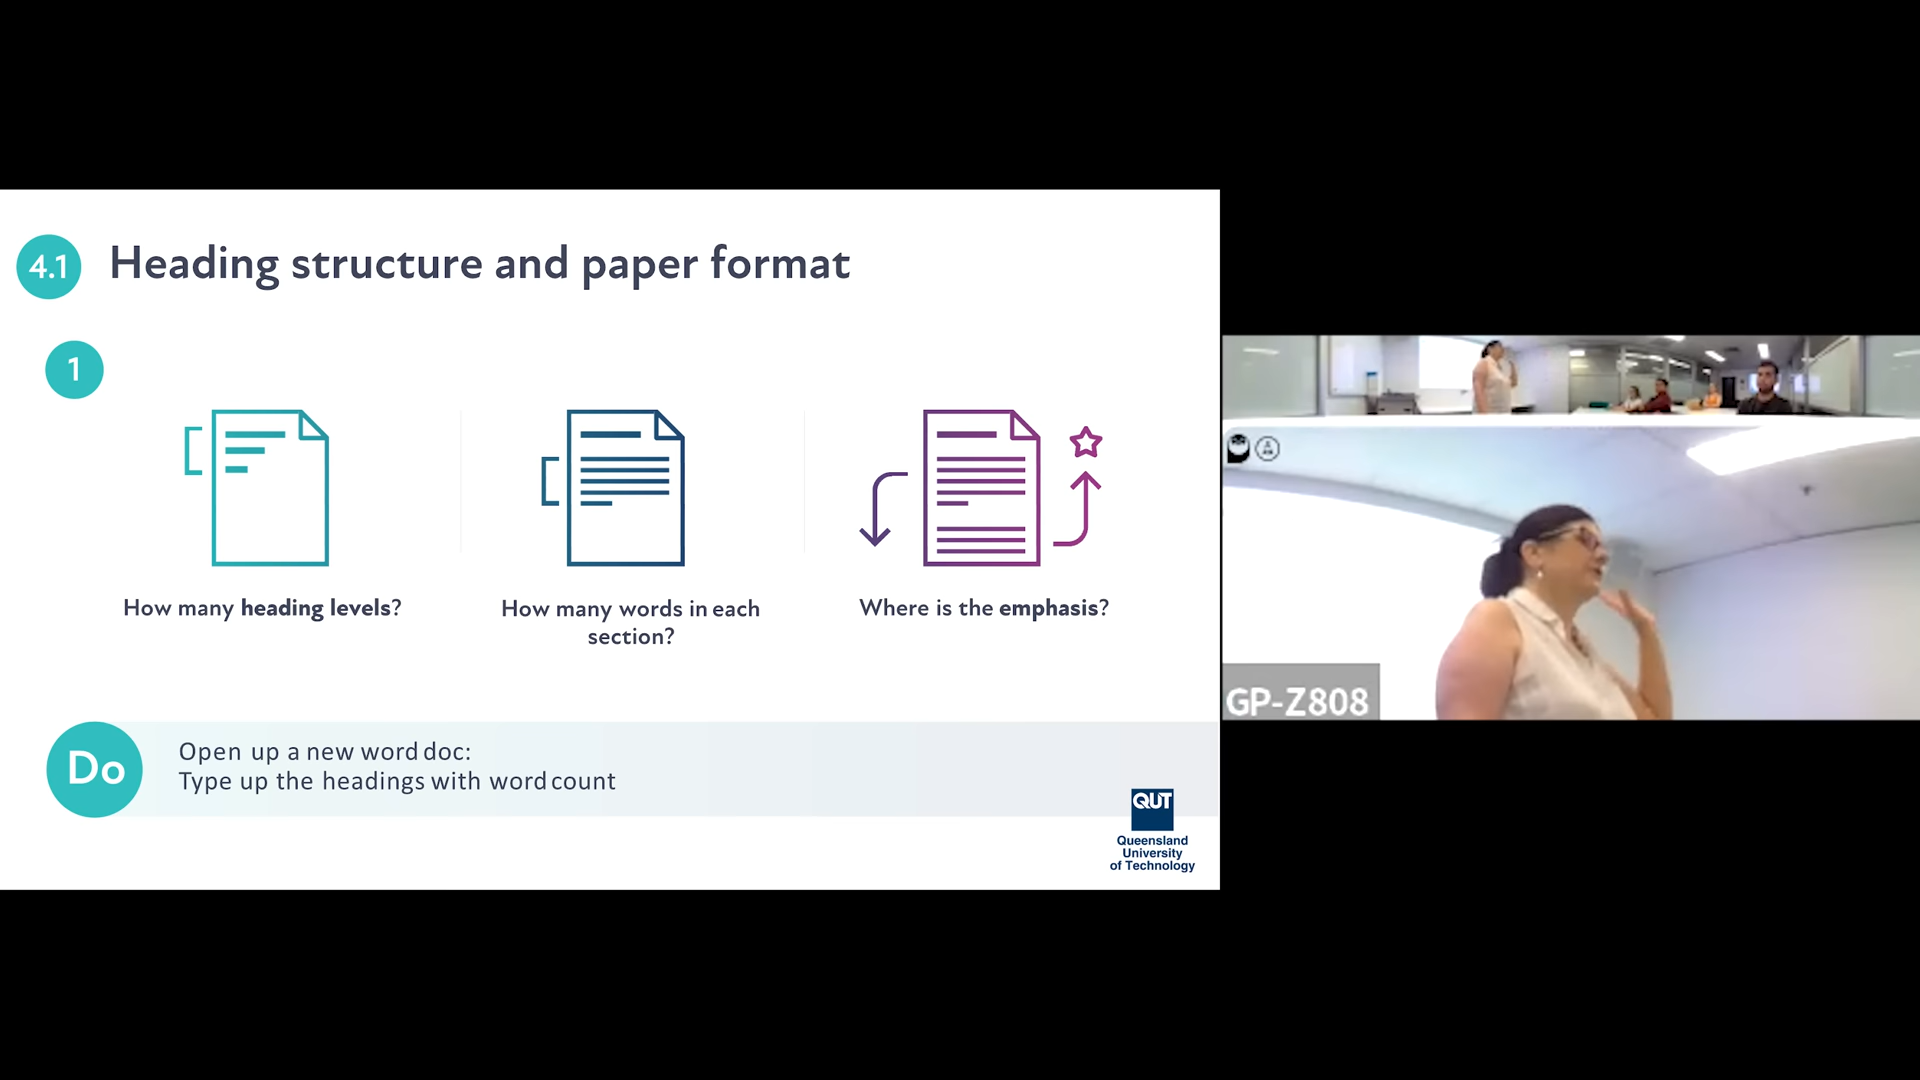 4.1
Heading structure and paper format
1
How many heading levels?
How many words in each
section?
Where is the emphasis?
Do
Open up a new word doc:
Type up the headings with word count
QUT
Queensland
University
of Technology
GP-Z808